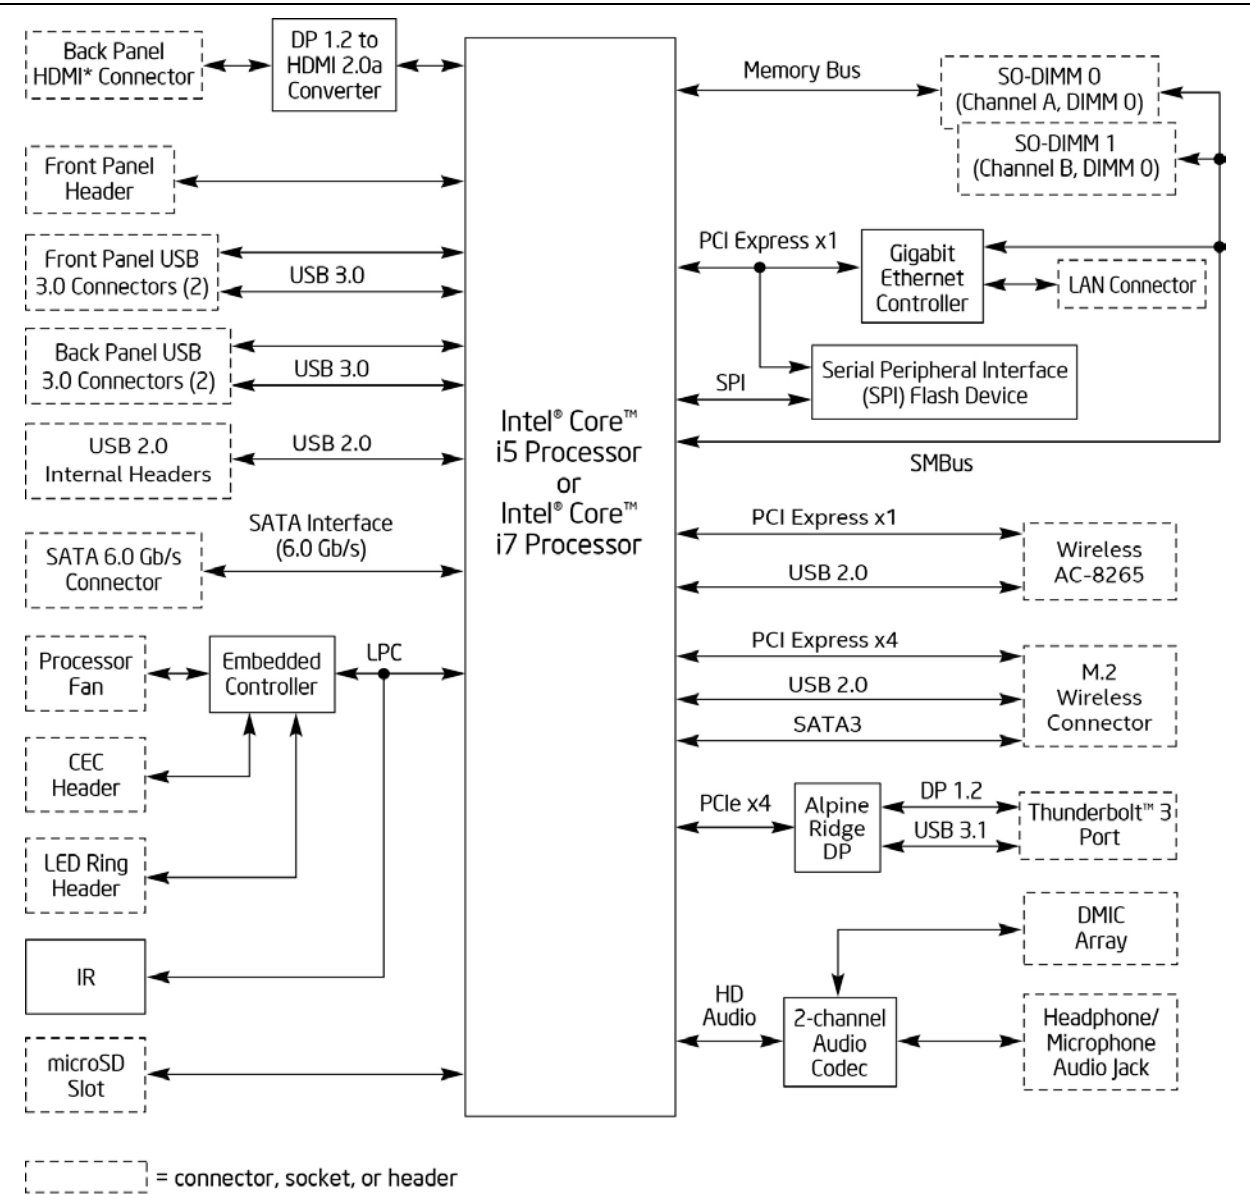 Back Panel
HDMI* Connector
DP 1.2 to
HDMI 2.0a
Converter
Front Panel
Header
Front Panel USB
3.0 Connectors (2)
USB 3.0
Back Panel USB
3.0 Connectors (2)
USB 3.0
USB 2.0
Internal Headers
USB 2.0
SATA 6.0 Gb/s
Connector
SATA Interface
(6.0 Gb/s)
Processor
Fan
Embedded
Controller
LPC
CEC
Header
LED Ring
Header
IR
microSD
Slot
Intel® Core™
i5 Processor
or
Intel® Core™
i7 Processor
Memory Bus
SO-DIMM 0
(Channel A, DIMM 0)
SO-DIMM 1
(Channel B, DIMM 0)
PCI Express x1
Gigabit
Ethernet
Controller
LAN Connector
SPI
Serial Peripheral Interface
(SPI) Flash Device
SMBus
PCI Express x1
USB 2.0
Wireless
AC-8265
PCI Express x4
USB 2.0
SATA3
M.2
Wireless
Connector
PCIe x4
Alpine
Ridge
DP
DP 1.2
USB 3.1
Thunderbolt™ 3
Port
DMIC
Array
HD
Audio
2-channel
Audio
Codec
Headphone/
Microphone
Audio Jack
= connector, socket, or header